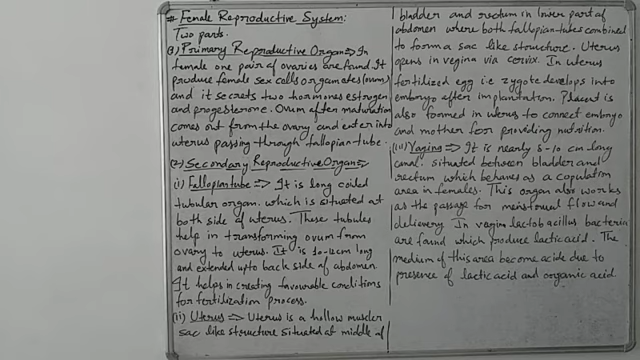 # Female Reproductive System:
Two parts.
(1) Primary Reproductive Organ => In
female one pair of ovaries are found. It
produce female sex cells or gametes (ovum)
and it secrets two hormones estrogen
and progesterone. Ovum after maturation
comes out from the ovary and enter into
uterus passing through fallopian-tube.
(2) Secondary Reproductive Organ =>
(i) Fallopian tube => It is long coiled
tubular organ. which is situated at
both side of uterus. These tubules
help in transforming ovum from
ovary to uterus. It is 10-12cm long
and extended upto back side of abdomen.
It helps in creating favourable conditions
for fertilization process.
(ii) Uterus => Uterus is a hollow musclar
sac like structure situated at middle of
bladder and rectum in lower part of
abdomen where both fallopian-takes combined
to form a sac like structure. Uterus
opens in vagina via cervix. In uterus
fertilized egg i.e zygote develops into
embryo after implantation. Placent is
also formed in uterus to connect embryo
and mother foor providing nutrition.
(iii) Vagina => It is nearly 8-10 cm long
canal. situated between bladder and
rectum which behaves as a copulation
area in females. This organ also works
as the passage for menstrual flow and
delievery. In vagina lactobacillus bacteria
are found which produce lactic acid. The
medium of this area become acidic due to
presence of lactic acid and organic acid.